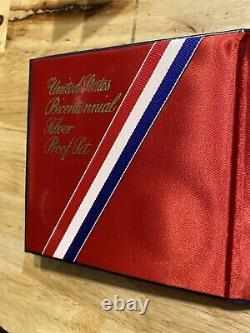 United States
Bicentennial
Silver
Proof Set